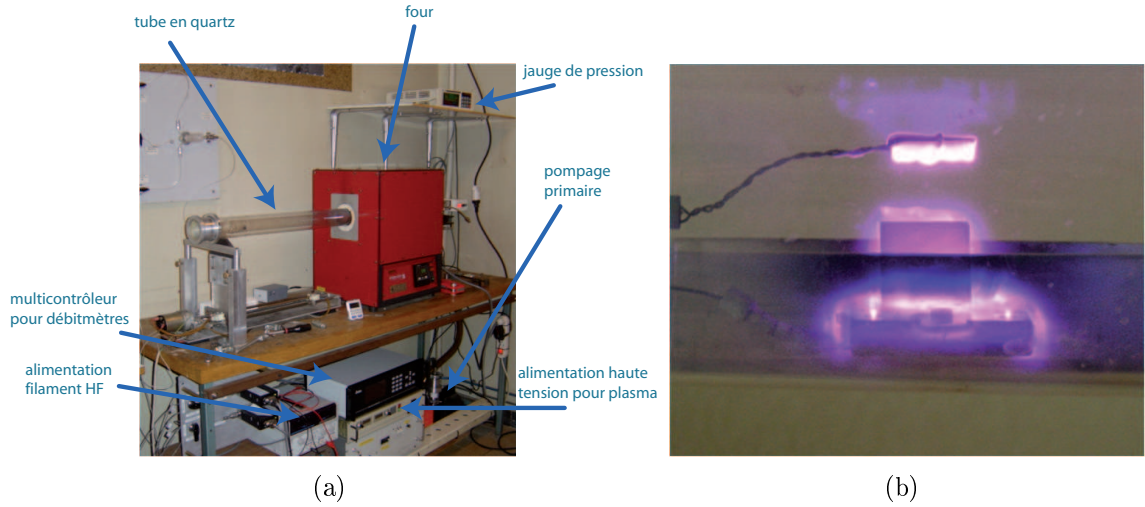 tube en quartz
four
jauge de pression
pompage
primaire
multicontrôleur
pour débitmètres
alimentation
filament HF
alimentation haute
tension pour plasma
(a)
(b)